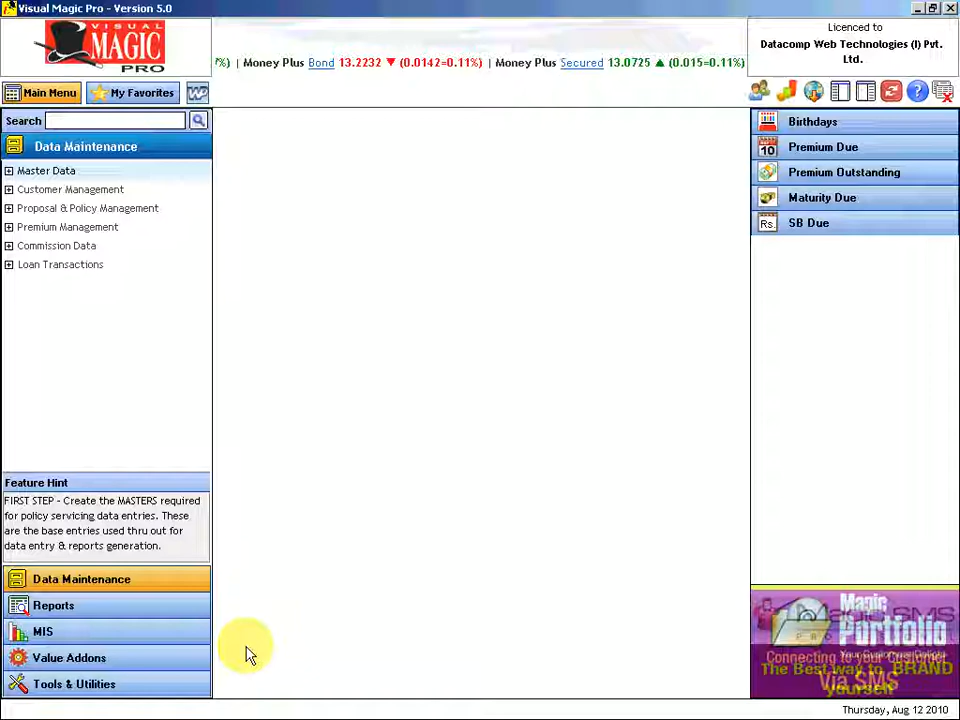 Visual Magic Pro - Version 5.0
VISUAL
MAGIC
PRO
%) | Money Plus Bond 13.2232 ▼ (0.0142=0.11%) | Money Plus Secured 13.0725 ▲ (0.015=0.11%)
Licenced to
Datacomp Web Technologies (I) Pvt.
Ltd.
Main Menu
My Favorites
Search
Data Maintenance
Master Data
Customer Management
Proposal & Policy Management
Premium Management
Commission Data
Loan Transactions
Feature Hint
FIRST STEP - Create the MASTERS required
for policy servicing data entries. These
are the base entries used thru out for
data entry & reports generation.
Data Maintenance
Reports
MIS
Value Addons
Tools & Utilities
Birthdays
10
Premium Due
Premium Outstanding
Maturity Due
Rs.
SB Due
Magic
Portfolio
Connecting to your Customer
The Best way to BRAND
yourself
Via SMS
Thursday, Aug 12 2010